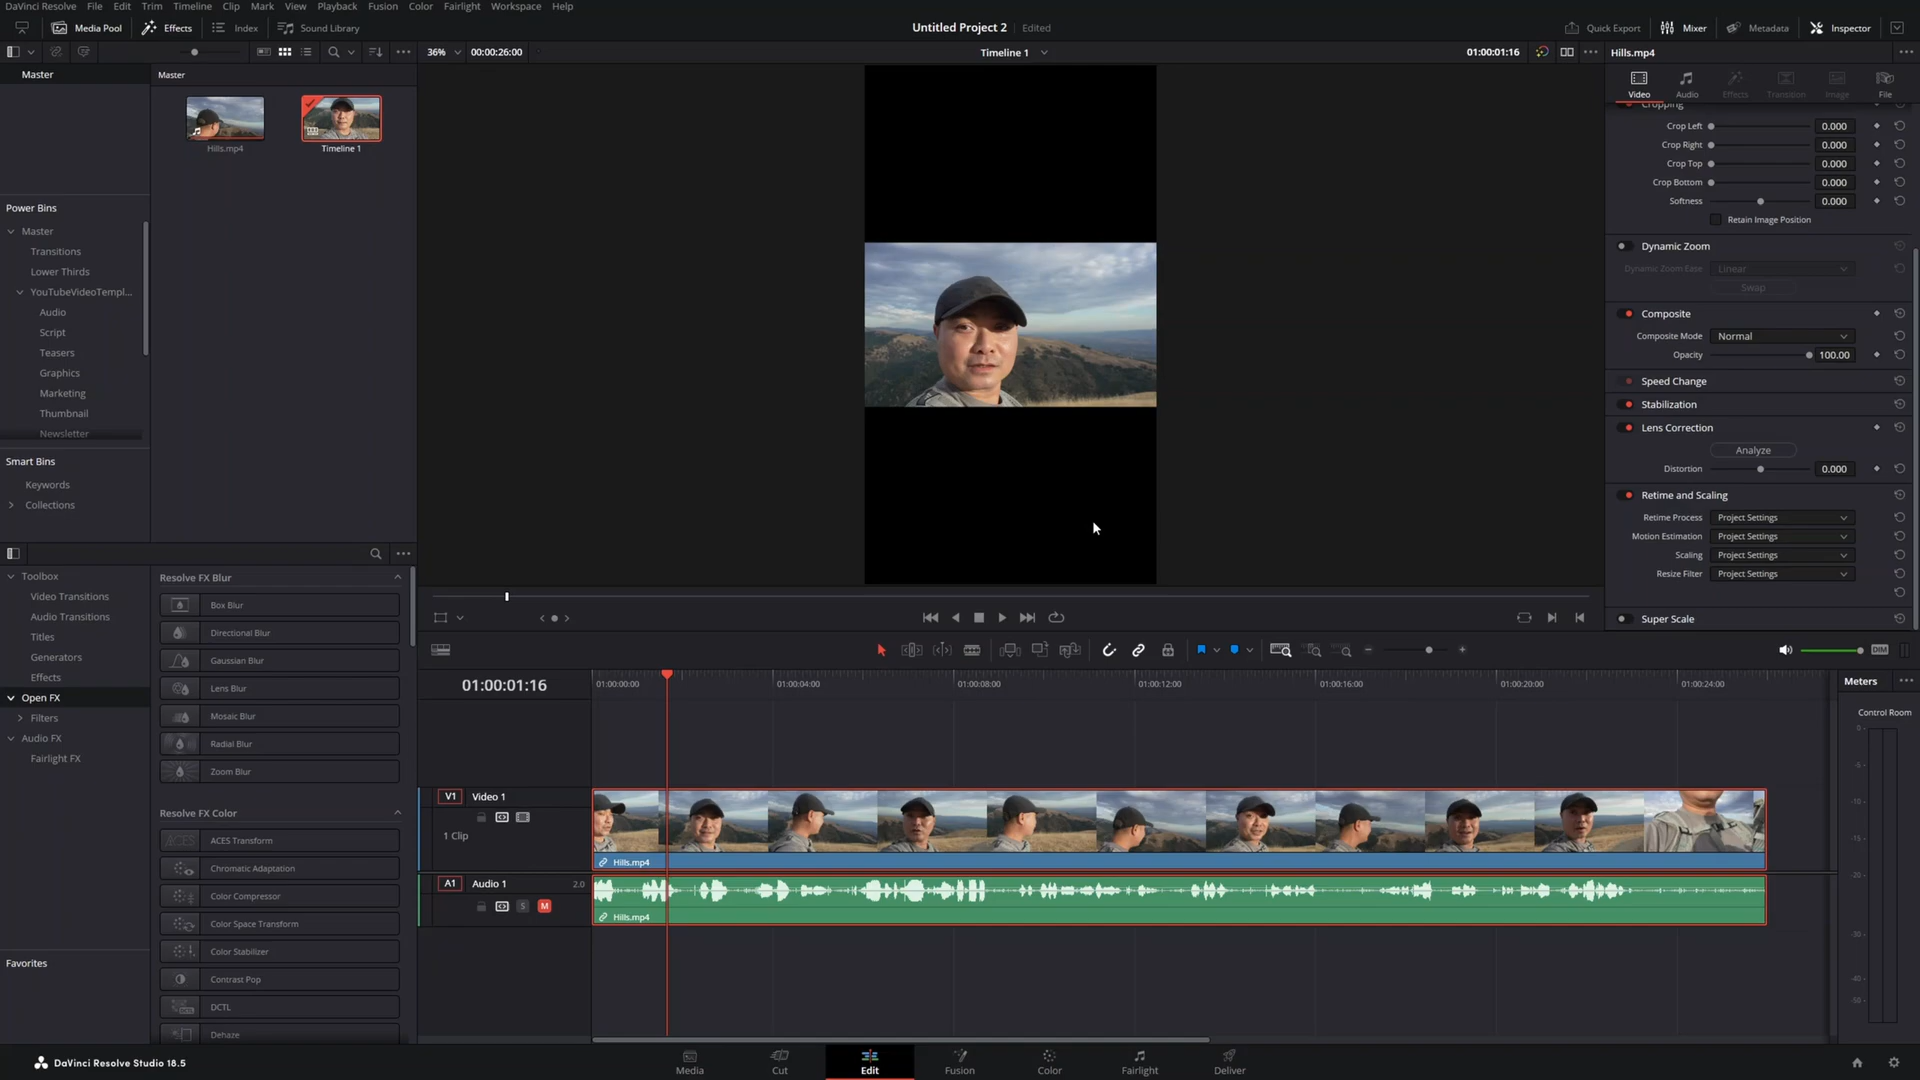 DaVinci Resolve File Edit Trim Timeline Clip Mark View Playback Fusion Color Fairlight Workspace Help
Media Pool Effects Index Sound Library
Untitled Project 2 Edited
Quick Export Mixer Metadata Inspector
36% 00:00:26:00
Timeline 1
01:00:01:16
Hills.mp4
Master
Master
Hills.mp4
Timeline 1
Power Bins
Master
Transitions
Lower Thirds
YouTubeVideoTempl...
Audio
Script
Teasers
Graphics
Marketing
Thumbnail
Newsletter
Smart Bins
Keywords
Collections
Video Audio Effects Transition Image File
Cropping
Crop Left 0.000
Crop Right 0.000
Crop Top 0.000
Crop Bottom 0.000
Softness 0.000
Retain Image Position
Dynamic Zoom
Dynamic Zoom Ease Linear
Swap
Composite
Composite Mode Normal
Opacity 100.00
Speed Change
Stabilization
Lens Correction
Analyze
Distortion 0.000
Retime and Scaling
Retime Process Project Settings
Motion Estimation Project Settings
Scaling Project Settings
Resize Filter Project Settings
Super Scale
Toolbox
Video Transitions
Audio Transitions
Titles
Generators
Effects
Open FX
Filters
Audio FX
Fairlight FX
Favorites
Resolve FX Blur
Box Blur
Directional Blur
Gaussian Blur
Lens Blur
Mosaic Blur
Radial Blur
Zoom Blur
Resolve FX Color
ACES Transform
Chromatic Adaptation
Color Compressor
Color Space Transform
Color Stabilizer
Contrast Pop
DCTL
Dehaze
DIM
01:00:01:16
01:00:00:00 01:00:04:00 01:00:08:00 01:00:12:00 01:00:16:00 01:00:20:00 01:00:24:00
V1 Video 1
1 Clip
Hills.mp4
A1 Audio 1 2.0
S M
Hills.mp4
Meters
Control Room
0
-5
-10
-15
-20
-30
-40
-50
DaVinci Resolve Studio 18.5
Media Cut Edit Fusion Color Fairlight Deliver